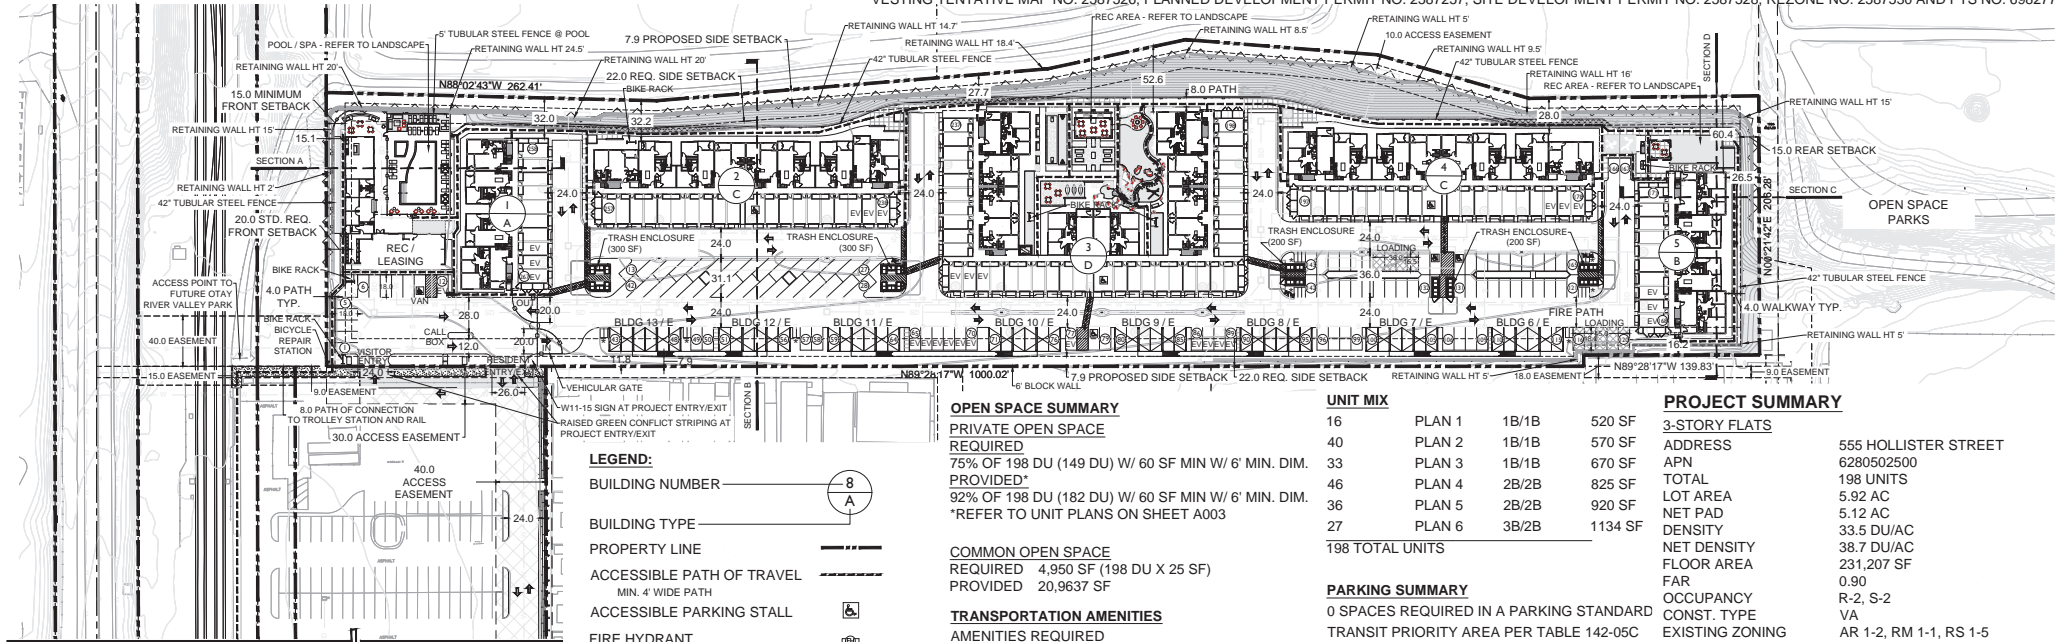 VESTING TENTATIVE MAP NO. 2587526, PLANNED DEVELOPMENT PERMIT NO. 2587257, SITE DEVELOPMENT PERMIT NO. 2587528, REZONE NO. 2587530 AND PTS NO.
RETAINING WALL HT 14.7'
REC AREA - REFER TO LANDSCAPE
RETAINING WALL HT 5'
5' TUBULAR STEEL FENCE @ POOL
7.9 PROPOSED SIDE SETBACK
RETAINING WALL HT 8.5'
10.0 ACCESS EASEMENT
SECTION D
POOL / SPA - REFER TO LANDSCAPE
RETAINING WALL HT 24.5'
RETAINING WALL HT 18.4'
RETAINING WALL HT 9.5'
RETAINING WALL HT 20'
RETAINING WALL HT 20'
42" TUBULAR STEEL FENCE
42" TUBULAR STEEL FENCE
22.0 REQ. SIDE SETBACK
52.6
RETAINING WALL HT 16'
N88°02'43"W 262.41'
BIKE RACK
27.7
8.0 PATH
REC AREA - REFER TO LANDSCAPE
15.0 MINIMUM
FRONT SETBACK
RETAINING WALL HT 15'
32.0
32.2
28.0
RETAINING WALL HT 15'
15.1
60.4
15.0 REAR SETBACK
SECTION A
BIKE RACK
26.5
RETAINING WALL HT 2'
2
C
4
C
SECTION C
42" TUBULAR STEEL FENCE
24.0
24.0
24.0
24.0
N00°21'42"E 206.28'
OPEN SPACE
PARKS
1
A
BIKE RACK
EV EV EV
EV EV EV
20.0 STD. REQ.
FRONT SETBACK
REC /
LEASING
TRASH ENCLOSURE
(300 SF)
24.0
TRASH ENCLOSURE
(300 SF)
3
D
TRASH ENCLOSURE
(200 SF)
24.0
LOADING
TRASH ENCLOSURE
(200 SF)
5
B
BIKE RACK
ACCESS POINT TO
FUTURE OTAY
RIVER VALLEY PARK
4.0 PATH
TYP.
18.0
VAN
31.1
36.0
42" TUBULAR STEEL FENCE
OUT
20.0
4.0 WALKWAY TYP.
BIKE RACK
28.0
24.0
24.0
24.0
FIRE PATH
BICYCLE
REPAIR
STATION
CALL
BOX
12.0
20.0
BLDG 13 / E
BLDG 12 / E
BLDG 11 / E
BLDG 10 / E
BLDG 9 / E
BLDG 8 / E
BLDG 7 / E
BLDG 6 / E
LOADING
RETAINING WALL HT 5'
40.0 EASEMENT
VISITOR
ENTRY
24.0
RESIDENT
ENTRY/EXIT
11.8
7.9
16.2
15.0 EASEMENT
9.0 EASEMENT
26.0
VEHICULAR GATE
N89°28'17"W 1000.02'
6' BLOCK WALL
7.9 PROPOSED SIDE SETBACK
22.0 REQ. SIDE SETBACK
RETAINING WALL HT 5'
18.0 EASEMENT
N89°28'17"W 139.83'
9.0 EASEMENT
8.0 PATH OF CONNECTION
TO TROLLEY STATION AND RAIL
W11-15 SIGN AT PROJECT ENTRY/EXIT
RAISED GREEN CONFLICT STRIPING AT
PROJECT ENTRY/EXIT
SECTION B
30.0 ACCESS EASEMENT
40.0
ACCESS
EASEMENT
24.0
LEGEND:
BUILDING NUMBER
8
A
BUILDING TYPE
PROPERTY LINE
ACCESSIBLE PATH OF TRAVEL
MIN. 4' WIDE PATH
ACCESSIBLE PARKING STALL
FIRE HYDRANT
OPEN SPACE SUMMARY
PRIVATE OPEN SPACE
REQUIRED
75% OF 198 DU (149 DU) W/ 60 SF MIN W/ 6' MIN. DIM.
PROVIDED*
92% OF 198 DU (182 DU) W/ 60 SF MIN W/ 6' MIN. DIM.
*REFER TO UNIT PLANS ON SHEET A003
COMMON OPEN SPACE
REQUIRED 4,950 SF (198 DU X 25 SF)
PROVIDED 20,9637 SF
TRANSPORTATION AMENITIES
AMENITIES REQUIRED
UNIT MIX
16 PLAN 1 1B/1B 520 SF
40 PLAN 2 1B/1B 570 SF
33 PLAN 3 1B/1B 670 SF
46 PLAN 4 2B/2B 825 SF
36 PLAN 5 2B/2B 920 SF
27 PLAN 6 3B/2B 1134 SF
198 TOTAL UNITS
PARKING SUMMARY
0 SPACES REQUIRED IN A PARKING STANDARD
TRANSIT PRIORITY AREA PER TABLE 142-05C
PROJECT SUMMARY
3-STORY FLATS
ADDRESS 555 HOLLISTER STREET
APN 6280502500
TOTAL 198 UNITS
LOT AREA 5.92 AC
NET PAD 5.12 AC
DENSITY 33.5 DU/AC
NET DENSITY 38.7 DU/AC
FLOOR AREA 231,207 SF
FAR 0.90
OCCUPANCY R-2, S-2
CONST. TYPE VA
EXISTING ZONING AR 1-2, RM 1-1, RS 1-5